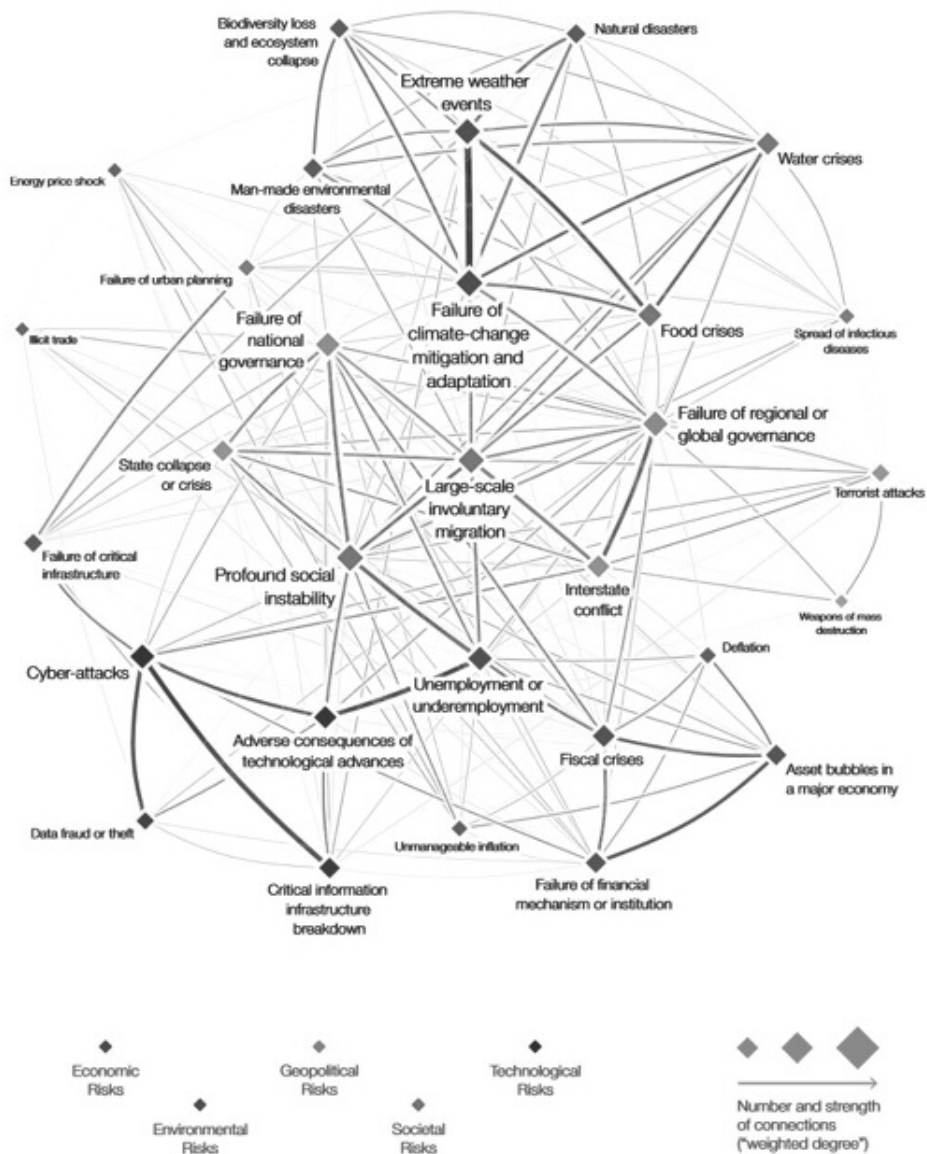 Biodiversity loss
and ecosystem
collapse
Natural disasters
Extreme weather
events
Energy price shock
Man-made environmental
disasters
Water crises
Failure of urban planning
Illicit trade
Failure of
national
governance
Failure of
climate-change
mitigation and
adaptation
Food crises
Spread of infectious
diseases
Failure of regional or
global governance
State collapse
or crisis
Large-scale
involuntary
migration
Terrorist attacks
Failure of critical
infrastructure
Profound social
instability
Interstate
conflict
Weapons of mass
destruction
Cyber-attacks
Unemployment or
underemployment
Deflation
Adverse consequences of
technological advances
Fiscal crises
Asset bubbles in
a major economy
Data fraud or theft
Unmanageable inflation
Critical information
infrastructure
breakdown
Failure of financial
mechanism or institution
Economic
Risks
Environmental
Risks
Geopolitical
Risks
Societal
Risks
Technological
Risks
Number and strength
of connections
("weighted degree")